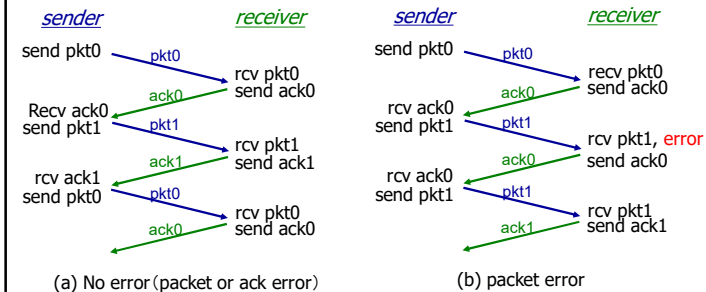 sender receiver
send pkt0
pkt0
rcv pkt0
send ack0
ack0
Recv ack0
send pkt1
pkt1
rcv pkt1
send ack1
ack1
rcv ack1
send pkt0
pkt0
rcv pkt0
send ack0
ack0
(a) No error(packet or ack error)
sender receiver
send pkt0
pkt0
recv pkt0
send ack0
ack0
rcv ack0
send pkt1
pkt1
rcv pkt1, error
send ack0
ack0
rcv ack0
send pkt1
pkt1
rcv pkt1
send ack1
ack1
(b) packet error